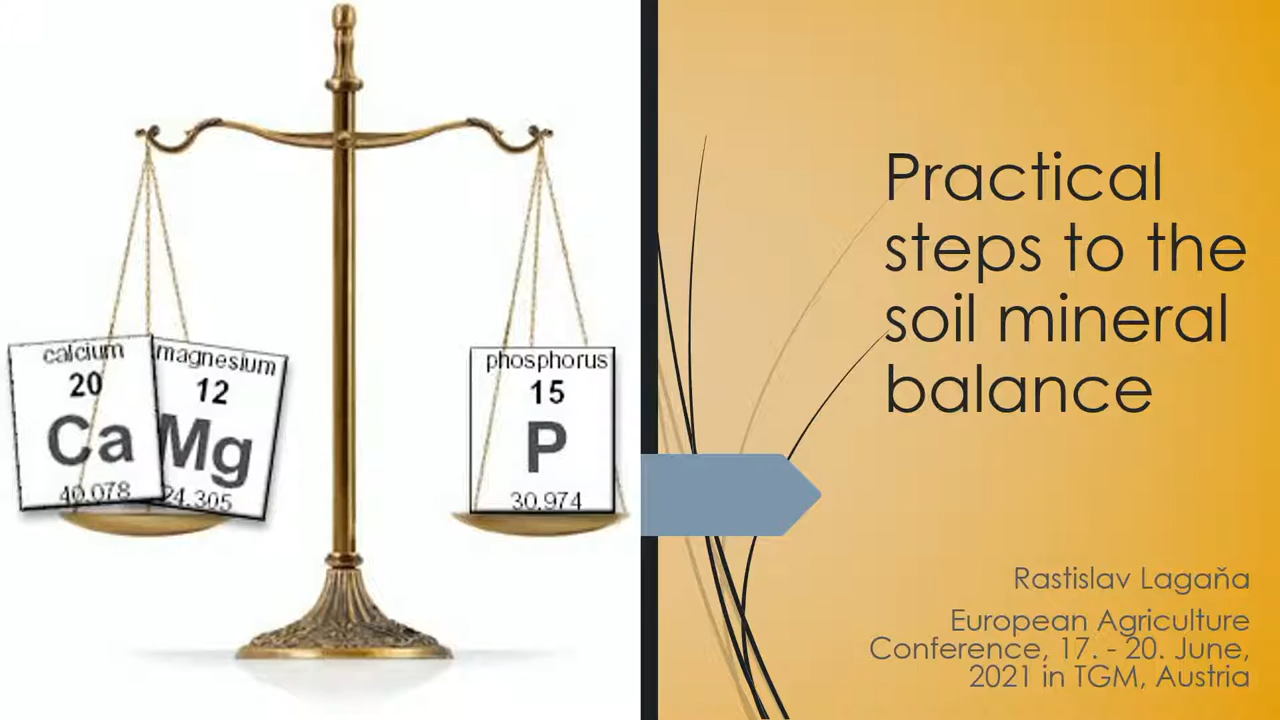 calcium
20
Ca
40.078
magnesium
12
Mg
24.305
phosphorus
15
P
30.974
Practical
steps to the
soil mineral
balance
Rastislav Lagaňa
European Agriculture
Conference, 17. - 20. June,
2021 in TGM, Austria